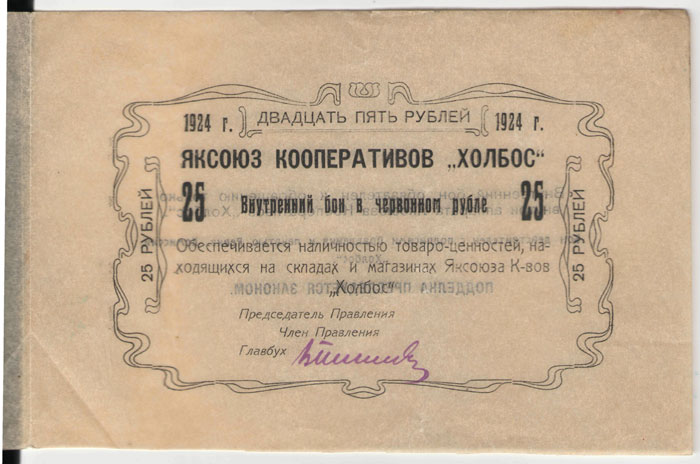 1924 г. ДВАДЦАТЬ ПЯТЬ РУБЛЕЙ 1924 г.
ЯКСОЮЗ КООПЕРАТИВОВ „ХОЛБОС“
25 Внутренний бон в червонном рубле 25
25 РУБЛЕЙ
25 РУБЛЕЙ
Обеспечивается наличностью товаро-ценностей, на-
ходящихся на складах и магазинах Яксоюза К-вов
„Холбос“
Председатель Правления
Член Правления
Главбух